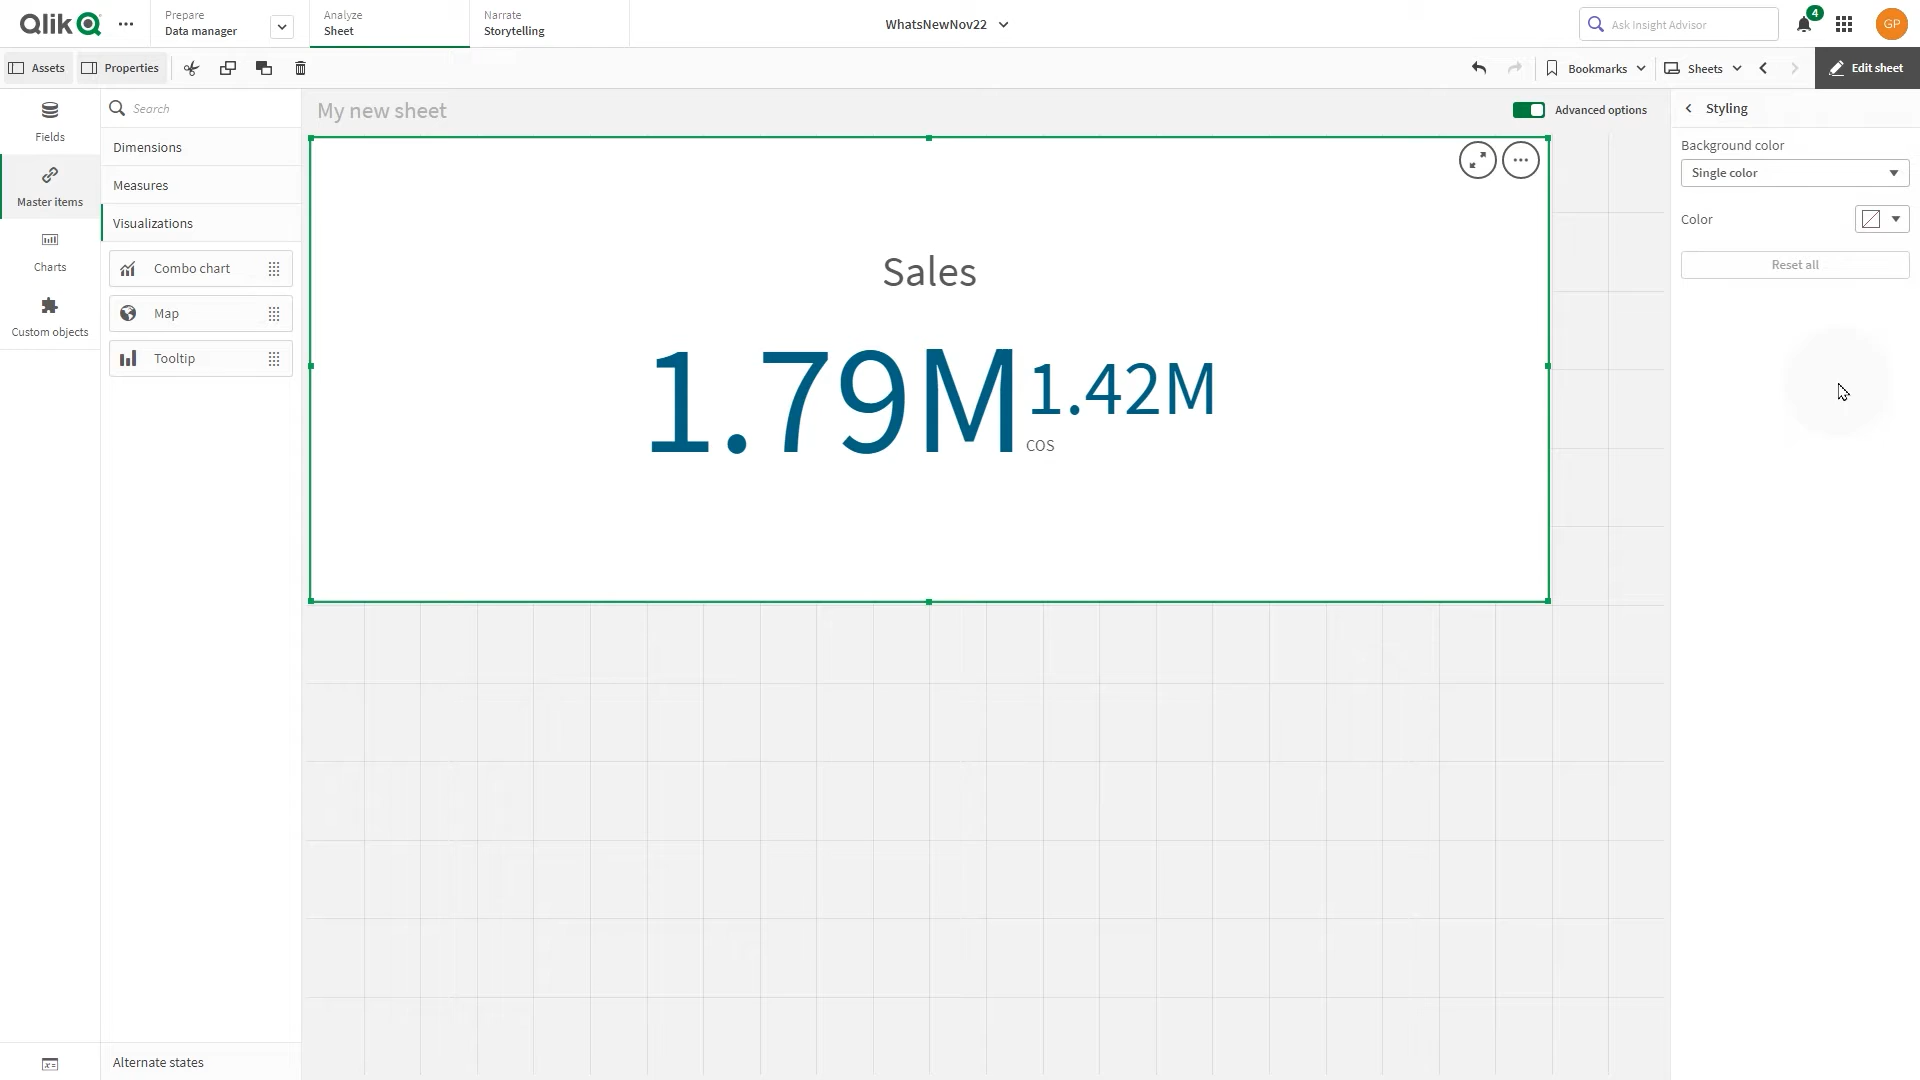 Qlik
Prepare
Data manager
Analyze
Sheet
Narrate
Storytelling
WhatsNewNov22
Ask Insight Advisor
4
GP
Assets
Properties
Bookmarks
Sheets
Edit sheet
Fields
Master items
Charts
Custom objects
Search
Dimensions
Measures
Visualizations
Combo chart
Map
Tooltip
Alternate states
My new sheet
Advanced options
Sales
1.79M
1.42M
COS
Styling
Background color
Single color
Color
Reset all